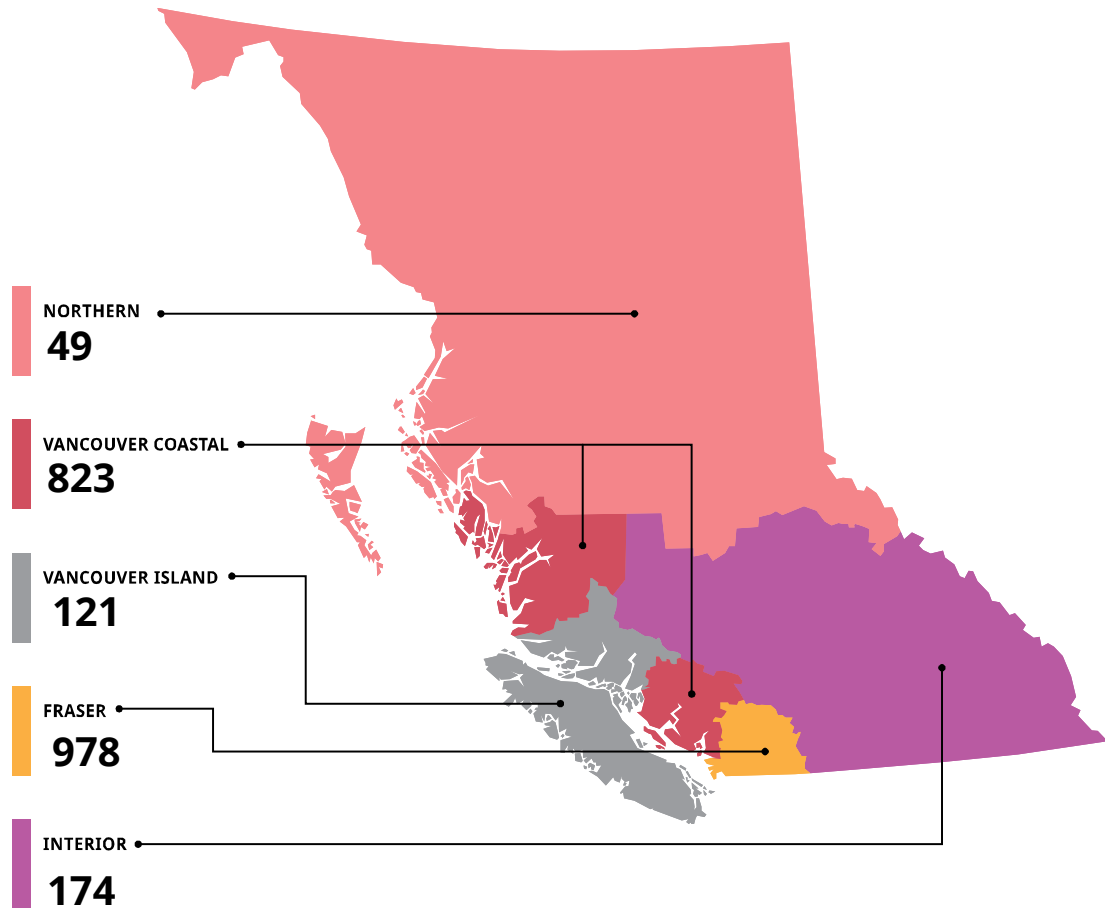 NORTHERN
49
VANCOUVER COASTAL
823
VANCOUVER ISLAND
121
FRASER
978
INTERIOR
174